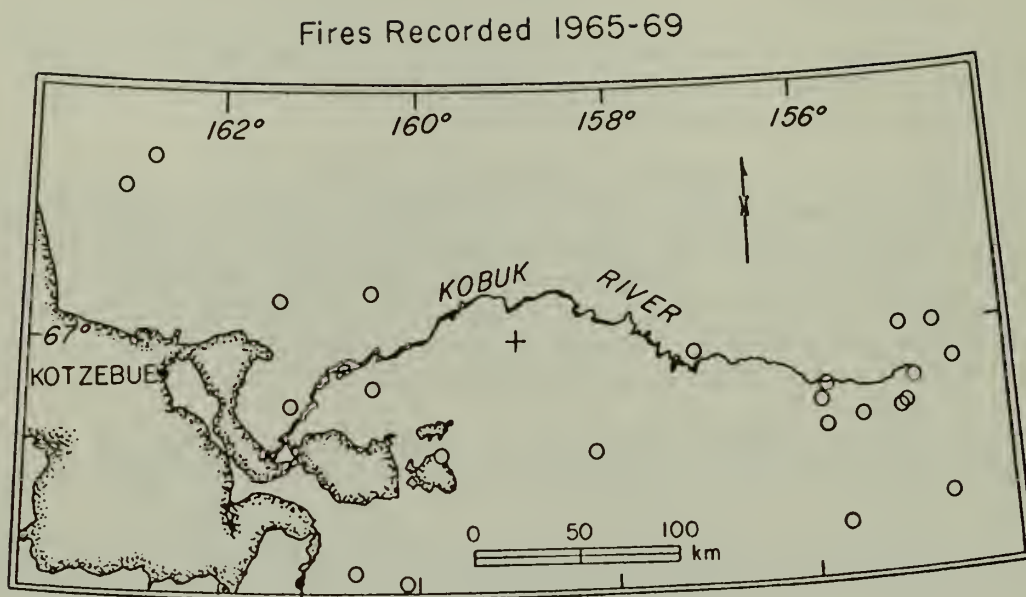 Fires Recorded 1965-69
162° 160° 158° 156°
KOBUK RIVER
67°
KOTZEBUE
0 50 100
km